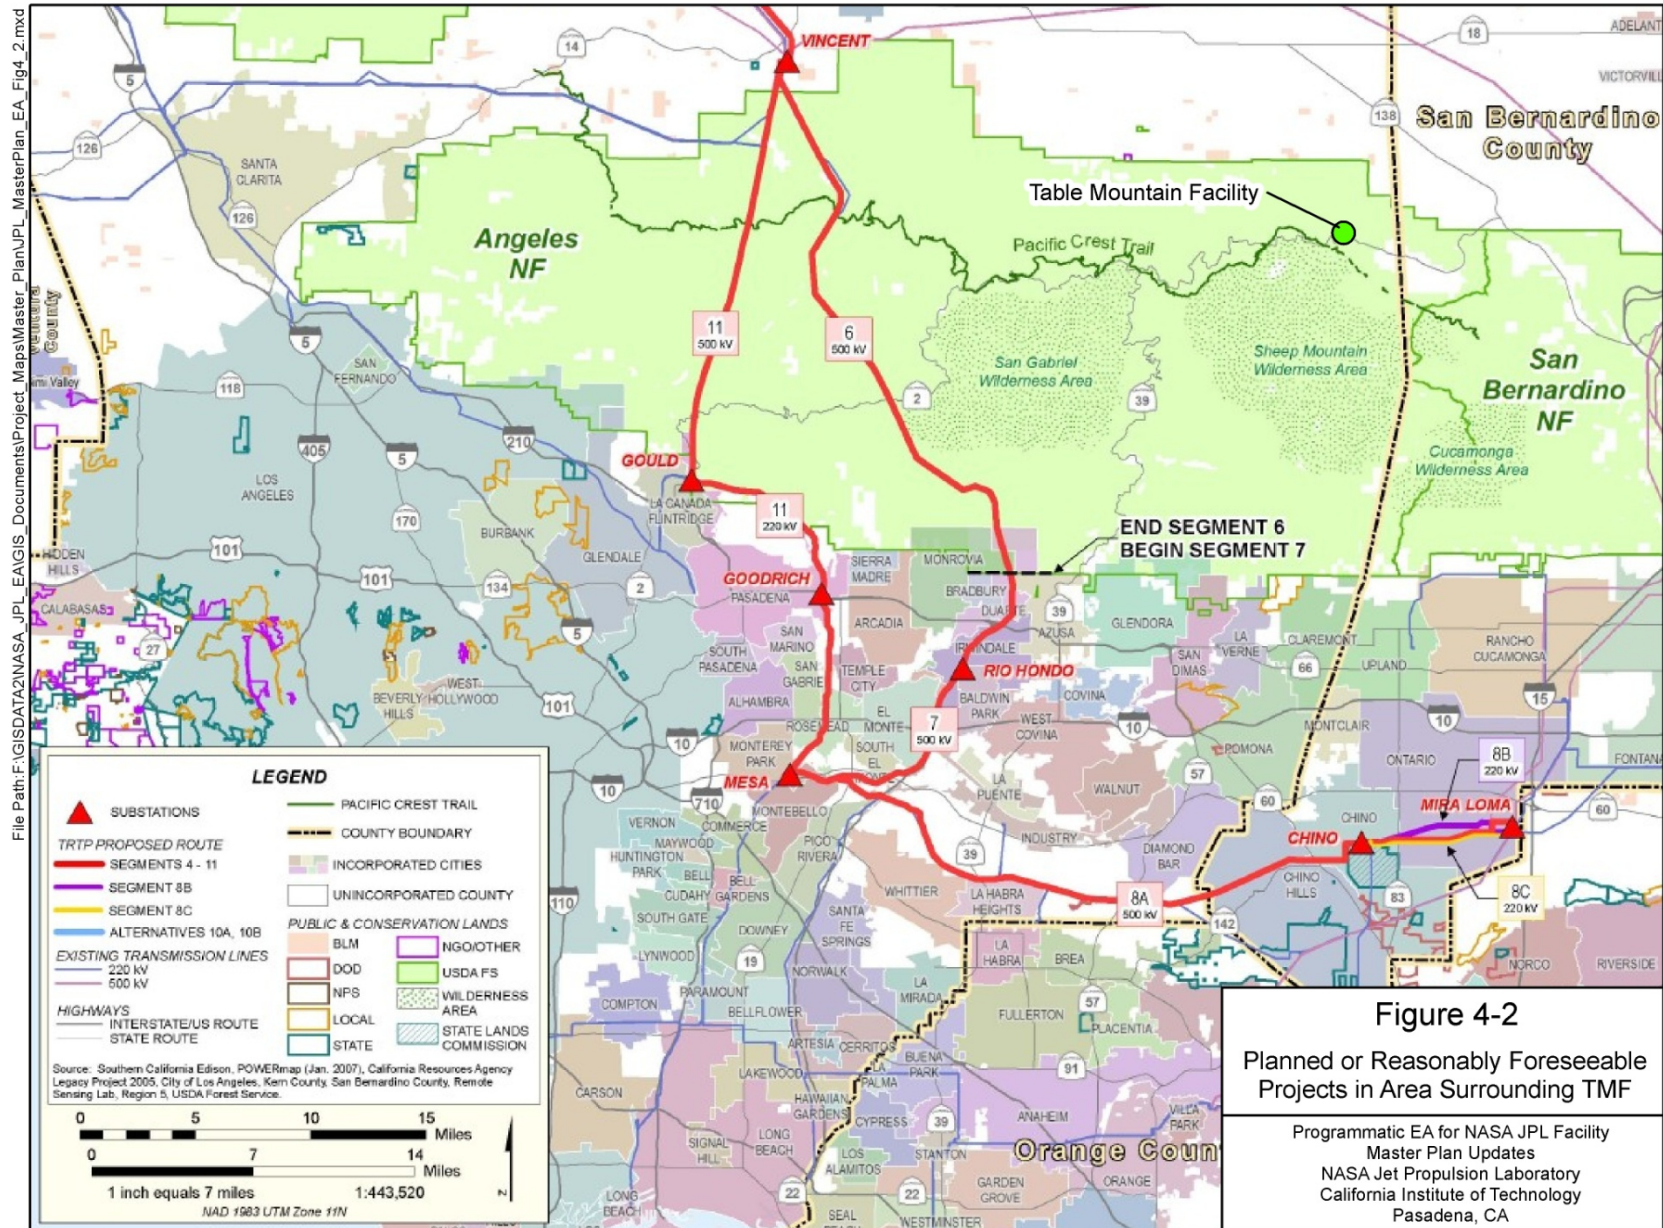 File Path:F:\GISDATA2\NASA_JPL_EA\GIS_Documents\Project_Maps\Master_Plan\JPL_MasterPlan_EA_Fig4_2.mxd
VINCENT
14
18
ADELANT
5
VICTORVILL
138
San Bernardino
County
126
SANTA
CLARITA
Table Mountain Facility
126
Angeles
NF
Pacific Crest Trail
Ventura
County
5
11
500 kV
6
500 kV
SAN
FERNANDO
San Gabriel
Wilderness Area
Sheep Mountain
Wilderness Area
San
Bernardino
NF
118
2
39
405
5
210
GOULD
Cucamonga
Wilderness Area
LOS
ANGELES
LA CANADA
FLINTRIDGE
11
220 kV
170
BURBANK
END SEGMENT 6
BEGIN SEGMENT 7
101
GLENDALE
HIDDEN
HILLS
SIERRA
MADRE
MONROVIA
101
134
2
GOODRICH
PASADENA
BRADBURY
DUARTE
39
CALABASAS
ARCADIA
AZUSA
GLENDORA
27
5
SAN
MARINO
SOUTH
PASADENA
IRWINDALE
LA
VERNE
CLAREMONT
RANCHO
CUCAMONGA
66
UPLAND
SAN
GABRIE
TEMPLE
CITY
RIO HONDO
SAN
DIMAS
BEVERLY
HILLS
WEST
HOLLYWOOD
ALHAMBRA
BALDWIN
PARK
COVINA
15
101
ROSEMEAD
EL
MONTE
7
500 kV
WEST
COVINA
10
MONTCLAIR
10
10
MONTEREY
PARK
SOUTH
EL
MONTE
POMONA
ONTARIO
8B
220 kV
FONTANA
MESA
LA
PUENTE
57
WALNUT
10
710
MONTEBELLO
60
MIRA LOMA
60
VERNON
COMMERCE
CHINO
CHINO
MAYWOOD
HUNTINGTON
PARK
PICO
RIVERA
INDUSTRY
39
DIAMOND
BAR
BELL
CUDAHY
BELL
GARDENS
WHITTIER
LA HABRA
HEIGHTS
8A
500 kV
CHINO
HILLS
83
8C
220 kV
110
SOUTH GATE
SANTA
FE
SPRINGS
142
DOWNEY
LYNWOOD
19
LA
HABRA
BREA
NORCO
RIVERSIDE
NORWALK
LA
MIRADA
COMPTON
PARAMOUNT
BELLFLOWER
57
FULLERTON
PLACENTIA
ARTESIA
CERRITOS
BUENA
PARK
91
LAKEWOOD
LA
PALMA
CARSON
HAWAIIAN
GARDENS
CYPRESS
39
ANAHEIM
VILLA
PARK
SIGNAL
HILL
LONG
BEACH
STANTON
Orange Coun
LOS
ALAMITOS
ORANGE
22
22
GARDEN
GROVE
LONG
BEACH
SEAL
WESTMINSTER
LEGEND
SUBSTATIONS
TRTP PROPOSED ROUTE
SEGMENTS 4 - 11
SEGMENT 8B
SEGMENT 8C
ALTERNATIVES 10A, 10B
EXISTING TRANSMISSION LINES
220 kV
500 kV
HIGHWAYS
INTERSTATE/US ROUTE
STATE ROUTE
PACIFIC CREST TRAIL
COUNTY BOUNDARY
INCORPORATED CITIES
UNINCORPORATED COUNTY
PUBLIC & CONSERVATION LANDS
BLM
DOD
NPS
LOCAL
STATE
NGO/OTHER
USDA FS
WILDERNESS
AREA
STATE LANDS
COMMISSION
Source: Southern California Edison, POWERmap (Jan. 2007), California Resources Agency
Legacy Project 2005, City of Los Angeles, Kern County, San Bernardino County, Remote
Sensing Lab, Region 5, USDA Forest Service.
0 5 10 15
Miles
0 7 14
Miles
1 inch equals 7 miles 1:443,520
NAD 1983 UTM Zone 11N
N
Figure 4-2
Planned or Reasonably Foreseeable
Projects in Area Surrounding TMF
Programmatic EA for NASA JPL Facility
Master Plan Updates
NASA Jet Propulsion Laboratory
California Institute of Technology
Pasadena, CA